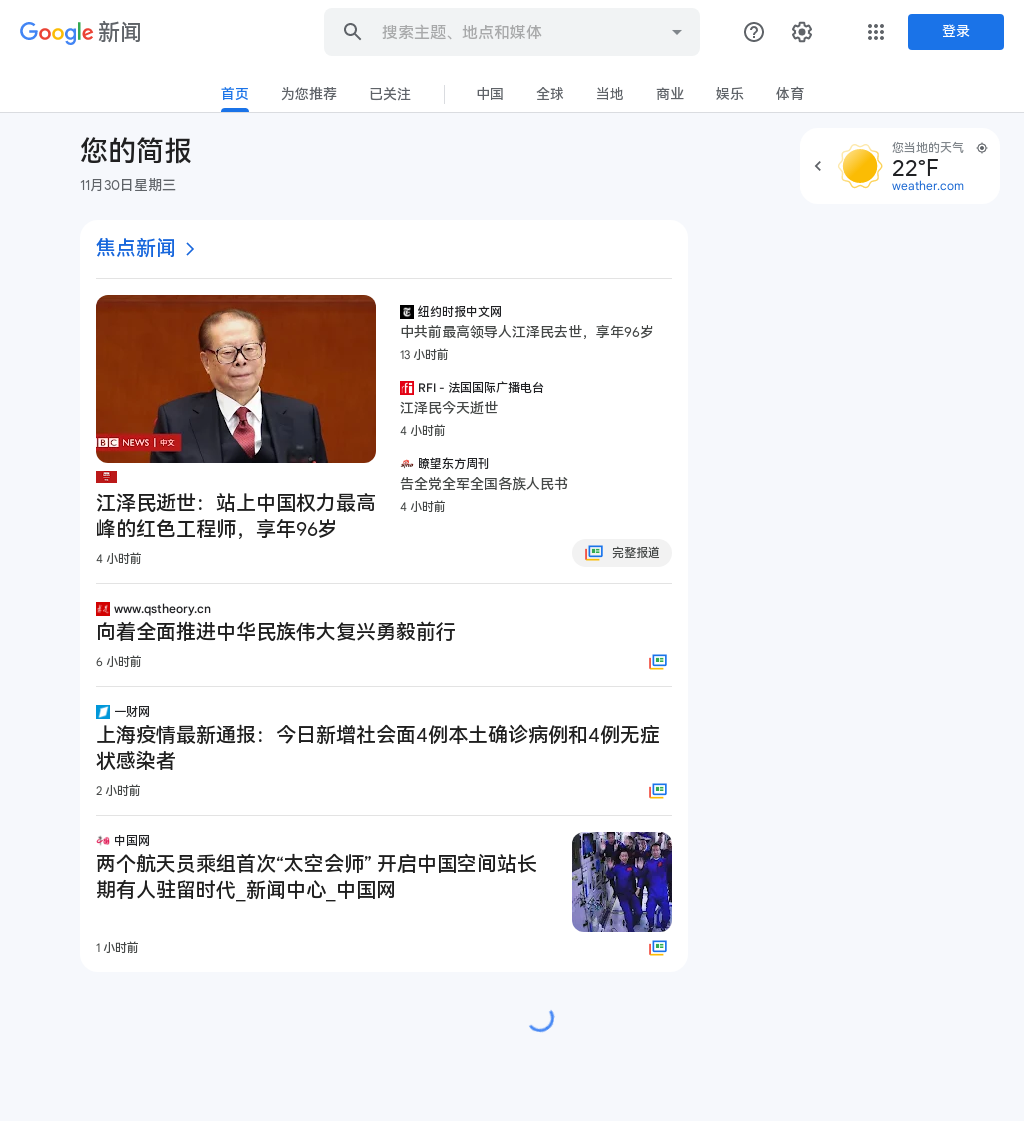 Google 新闻
搜索主题、地点和媒体
登录
首页
为您推荐
已关注
中国
全球
当地
商业
娱乐
体育
您的简报
11月30日星期三
您当地的天气
22°F
weather.com
焦点新闻
BBC NEWS 中文
江泽民逝世：站上中国权力最高
峰的红色工程师，享年96岁
4 小时前
纽约时报中文网
中共前最高领导人江泽民去世，享年96岁
13 小时前
RFI - 法国国际广播电台
江泽民今天逝世
4 小时前
瞭望东方周刊
告全党全军全国各族人民书
4 小时前
完整报道
www.qstheory.cn
向着全面推进中华民族伟大复兴勇毅前行
6 小时前
一财网
上海疫情最新通报：今日新增社会面4例本土确诊病例和4例无症
状感染者
2 小时前
中国网
两个航天员乘组首次“太空会师” 开启中国空间站长
期有人驻留时代_新闻中心_中国网
1 小时前